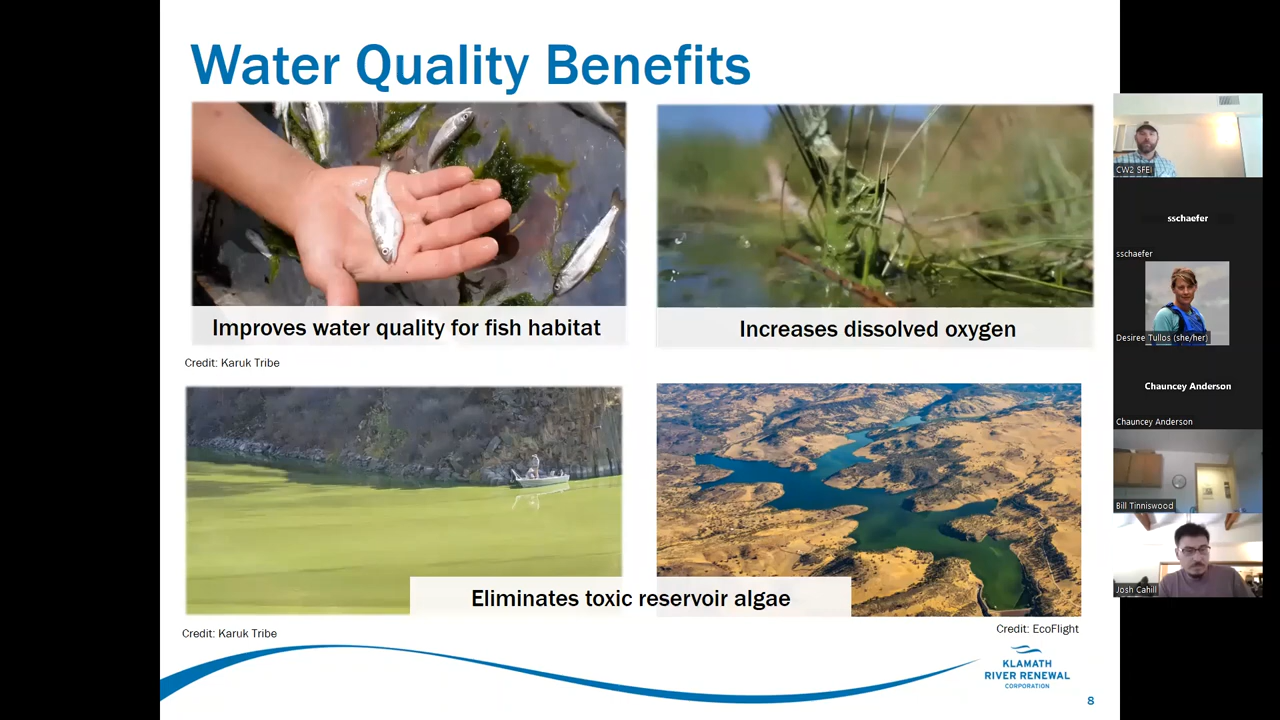 Water Quality Benefits
Improves water quality for fish habitat
Increases dissolved oxygen
Credit: Karuk Tribe
Eliminates toxic reservoir algae
Credit: Karuk Tribe
Credit: EcoFlight
KLAMATH
RIVER RENEWAL
CORPORATION
8
CW2 SFEI
sschaefer
sschaefer
Desiree Tullos (she/her)
Chauncey Anderson
Chauncey Anderson
Bill Tinniswood
Josh Cahill